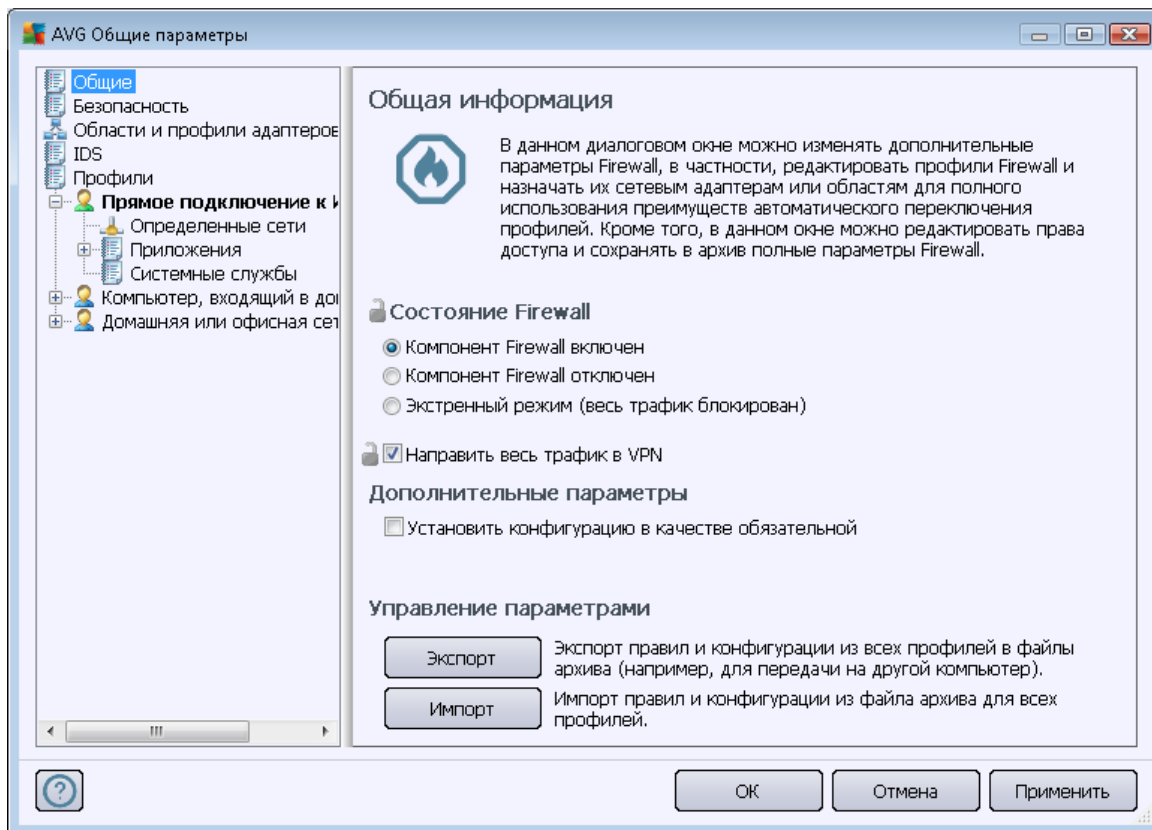 AVG Общие параметры
Общие
Безопасность
Области и профили адаптеров
IDS
Профили
Прямое подключение к И
Определенные сети
Приложения
Системные службы
Компьютер, входящий в дом
Домашняя или офисная сет
Общая информация
В данном диалоговом окне можно изменять дополнительные
параметры Firewall, в частности, редактировать профили Firewall и
назначать их сетевым адаптерам или областям для полного
использования преимуществ автоматического переключения
профилей. Кроме того, в данном окне можно редактировать права
доступа и сохранять в архив полные параметры Firewall.
Состояние Firewall
Компонент Firewall включен
Компонент Firewall отключен
Экстренный режим (весь трафик блокирован)
Направить весь трафик в VPN
Дополнительные параметры
Установить конфигурацию в качестве обязательной
Управление параметрами
Экспорт
Экспорт правил и конфигурации из всех профилей в файлы
архива (например, для передачи на другой компьютер).
Импорт
Импорт правил и конфигурации из файла архива для всех
профилей.
?
ОК
Отмена
Применить